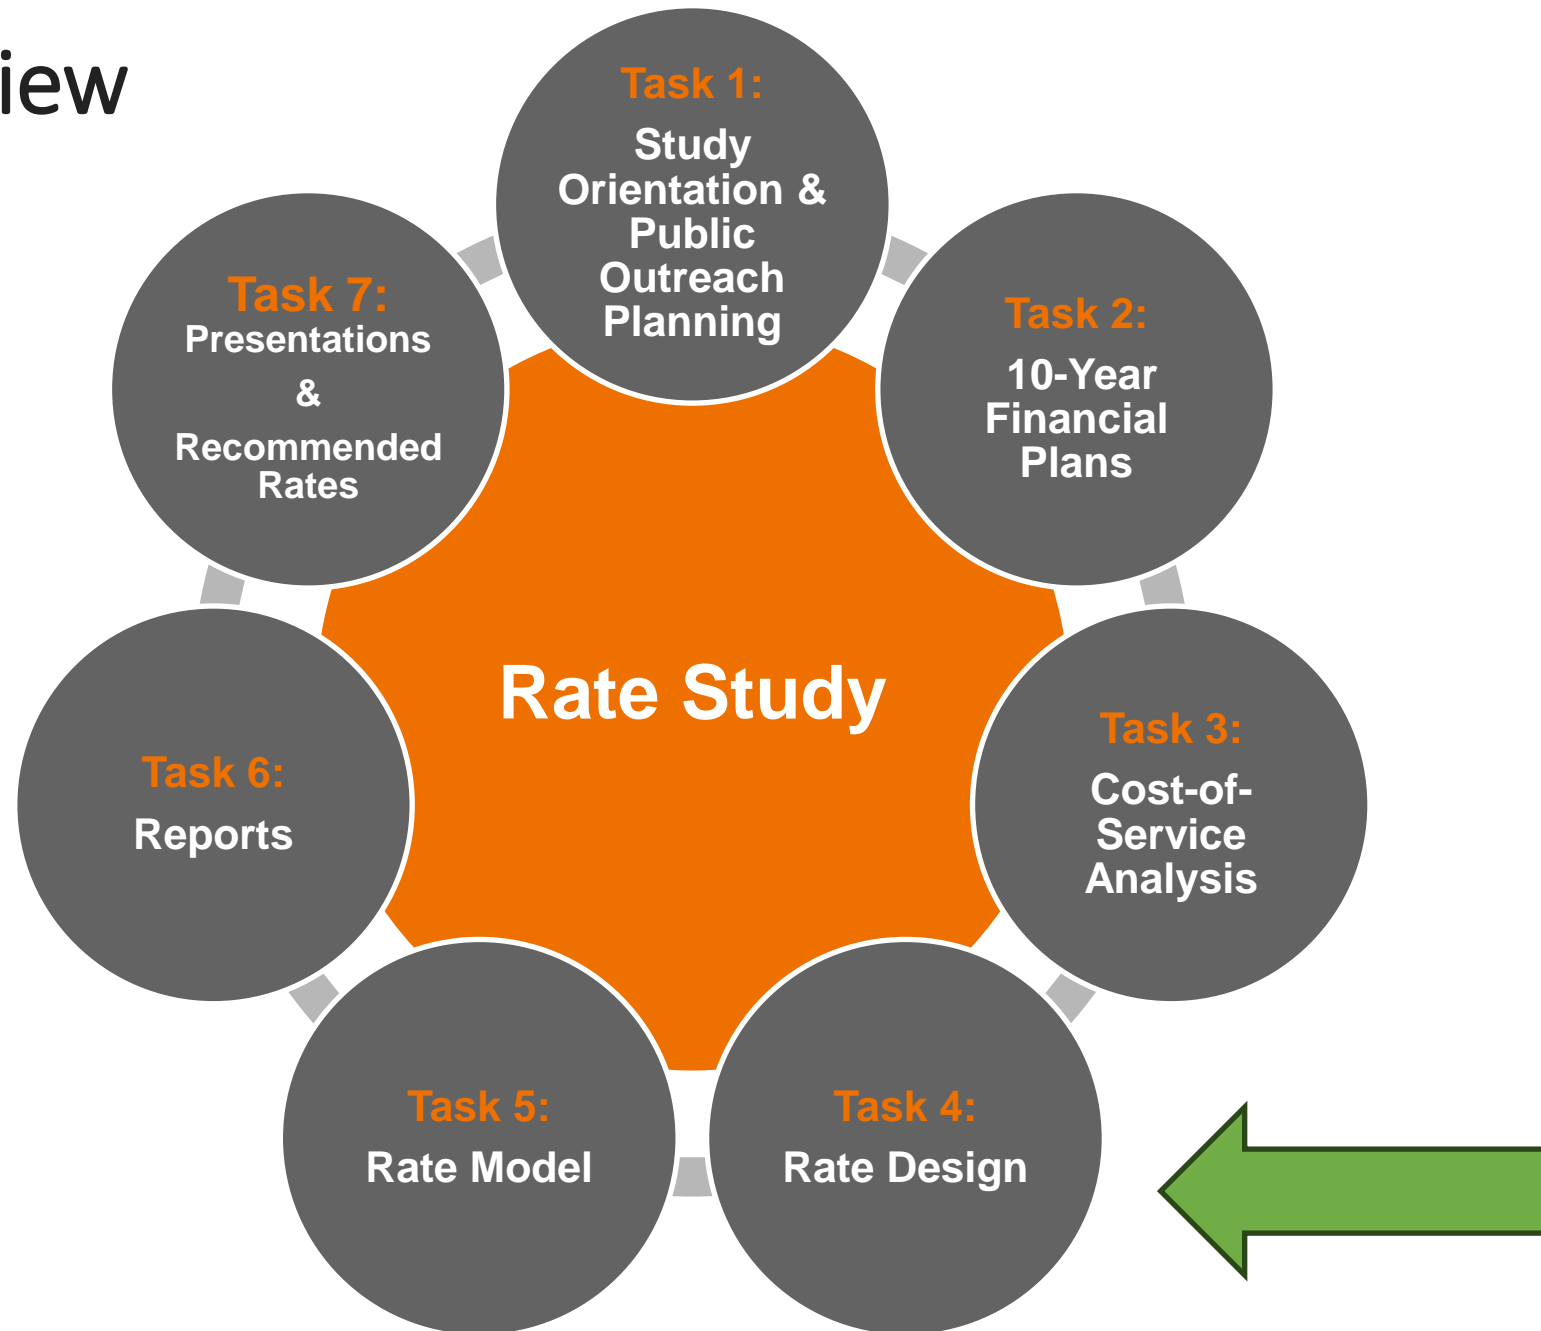 iew
Task 1:
Study
Orientation &
Public
Outreach
Planning
Task 2:
10-Year
Financial
Plans
Task 3:
Cost-of-
Service
Analysis
Task 4:
Rate Design
Task 5:
Rate Model
Task 6:
Reports
Task 7:
Presentations
&
Recommended
Rates
Rate Study